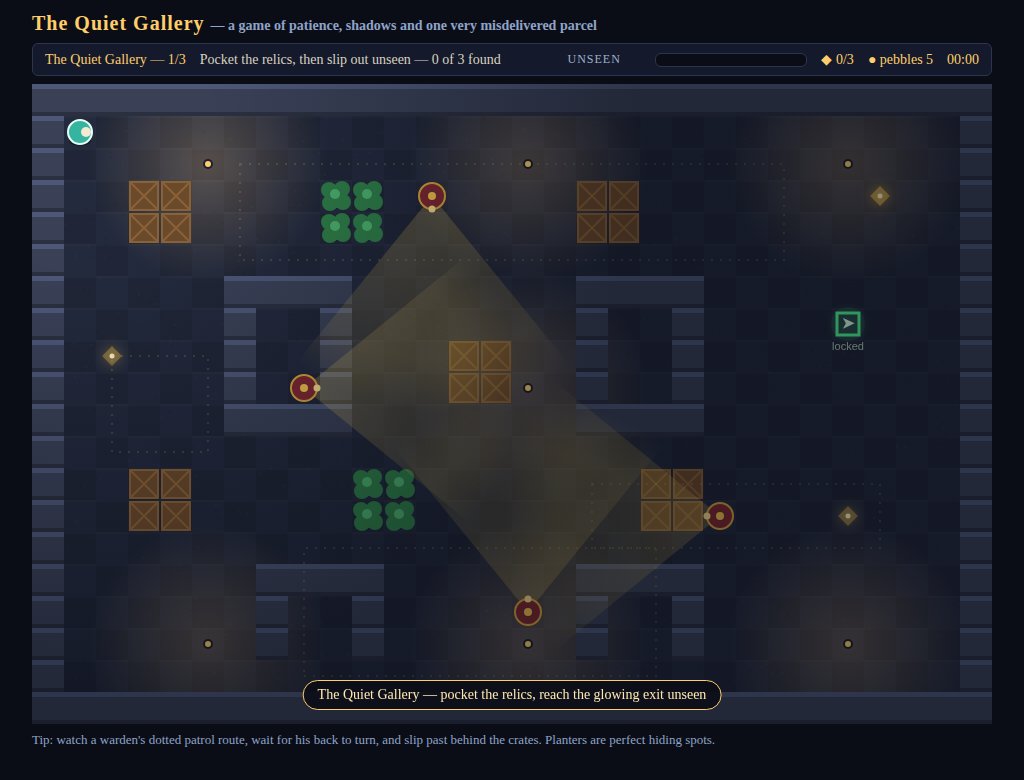 The Quiet Gallery — a game of patience, shadows and one very misdelivered parcel
The Quiet Gallery — 1/3 Pocket the relics, then slip out unseen — 0 of 3 found UNSEEN ◆ 0/3 ● pebbles 5 00:00
locked
The Quiet Gallery — pocket the relics, reach the glowing exit unseen
Tip: watch a warden's dotted patrol route, wait for his back to turn, and slip past behind the crates. Planters are perfect hiding spots.